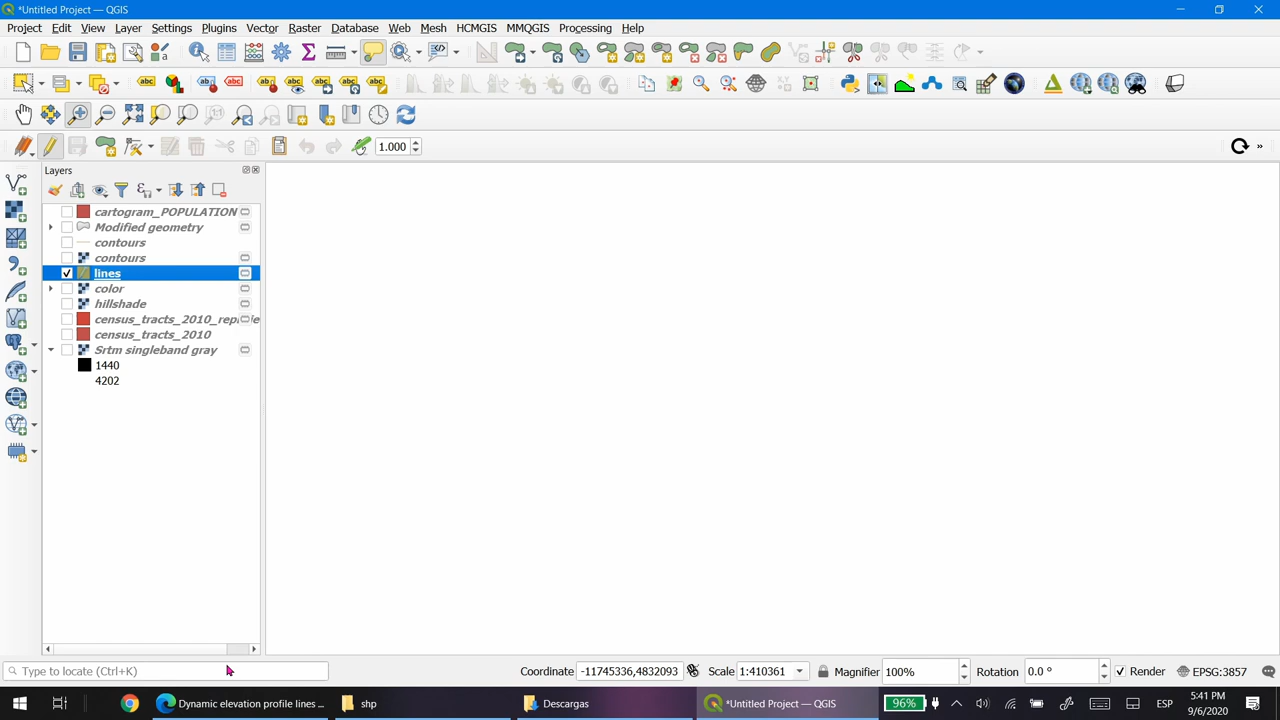 *Untitled Project — QGIS
Project Edit View Layer Settings Plugins Vector Raster Database Web Mesh HCMGIS MMQGIS Processing Help
1.000
Layers
cartogram_POPULATION
Modified geometry
contours
contours
lines
color
hillshade
census_tracts_2010
Srtm singleband gray
1440
4202
Type to locate (Ctrl+K)
Coordinate -11745336,4832093 Scale 1:410361 Magnifier 100% Rotation 0.0 ° Render EPSG:3857
Dynamic elevation profile lines ... shp Descargas *Untitled Project — QGIS 96% ESP 5:41 PM
9/6/2020